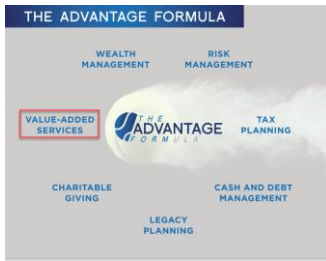 THE ADVANTAGE FORMULA
WEALTH
MANAGEMENT
RISK
MANAGEMENT
VALUE-ADDED
SERVICES
THE
ADVANTAGE
FORMULA
TAX
PLANNING
CHARITABLE
GIVING
CASH AND DEBT
MANAGEMENT
LEGACY
PLANNING